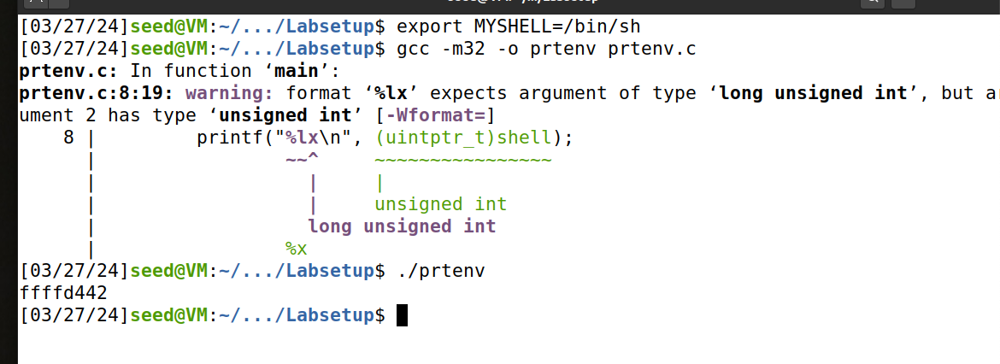 [03/27/24]seed@VM:~/.../Labsetup$ export MYSHELL=/bin/sh
[03/27/24]seed@VM:~/.../Labsetup$ gcc -m32 -o prtenv prtenv.c
prtenv.c: In function ‘main’:
prtenv.c:8:19: warning: format ‘%lx’ expects argument of type ‘long unsigned int’, but ar
ument 2 has type ‘unsigned int’ [-Wformat=]
    8 |         printf("%lx\n", (uintptr_t)shell);
      |                 ~~^     ~~~~~~~~~~~~~~~~
      |                   |     |
      |                   |     unsigned int
      |                   long unsigned int
      |                 %x
[03/27/24]seed@VM:~/.../Labsetup$ ./prtenv
ffffd442
[03/27/24]seed@VM:~/.../Labsetup$